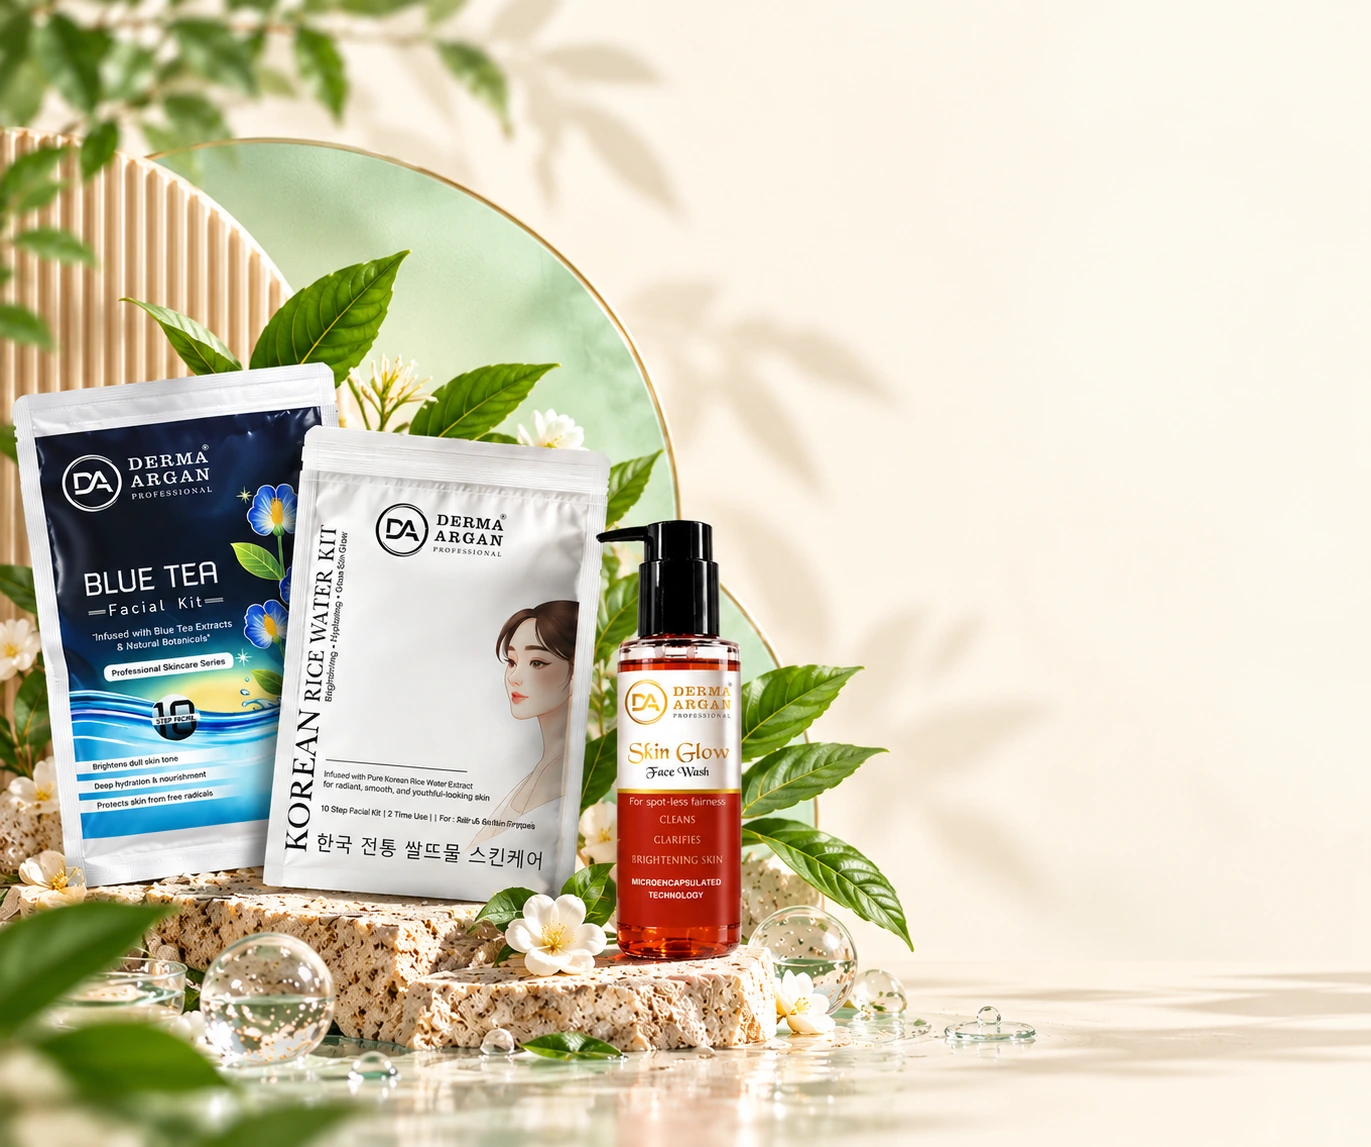 DA
DERMA®
ARGAN
PROFESSIONAL
BLUE TEA
Facial Kit
"Infused with Blue Tea Extracts
& Natural Botanicals"
Professional Skincare Series
10
STEP FACIAL
Brightens dull skin tone
Deep hydration & nourishment
Protects skin from free radicals
DA
DERMA®
ARGAN
PROFESSIONAL
KOREAN RICE WATER KIT
Brightening • Hydrating • Glass Skin Glow
Infused with Pure Korean Rice Water Extract
for radiant, smooth, and youthful-looking skin
10 Step Facial Kit | 2 Time Use | | For :
한국 전통 쌀뜨물 스킨케어
DA
DERMA®
ARGAN
PROFESSIONAL
Skin Glow
Face Wash
For spot-less fairness
CLEANS
CLARIFIES
BRIGHTENING SKIN
MICROENCAPSULATED
TECHNOLOGY